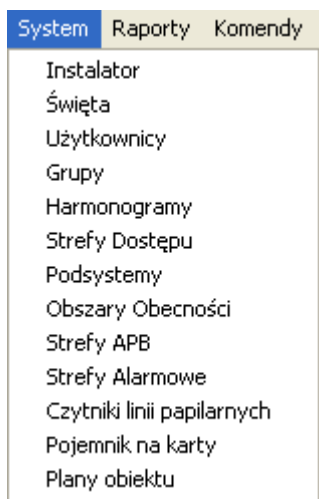 System Raporty Komendy
Instalator
Święta
Użytkownicy
Grupy
Harmonogramy
Strefy Dostępu
Podsystemy
Obszary Obecności
Strefy APB
Strefy Alarmowe
Czytniki linii papilarnych
Pojemnik na karty
Plany obiektu